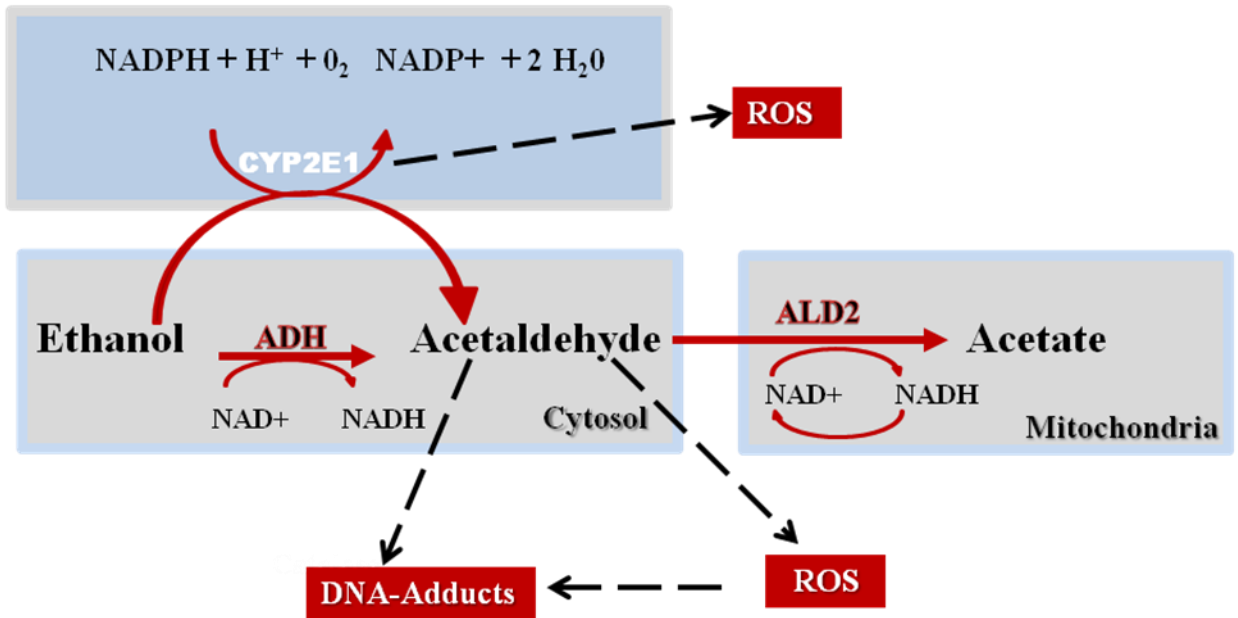 NADPH + H⁺ + 0₂ NADP+ + 2 H₂0
ROS
CYP2E1
Ethanol
ADH
Acetaldehyde
ALD2
Acetate
NAD+
NADH
NAD+
NADH
Cytosol
Mitochondria
DNA-Adducts
ROS